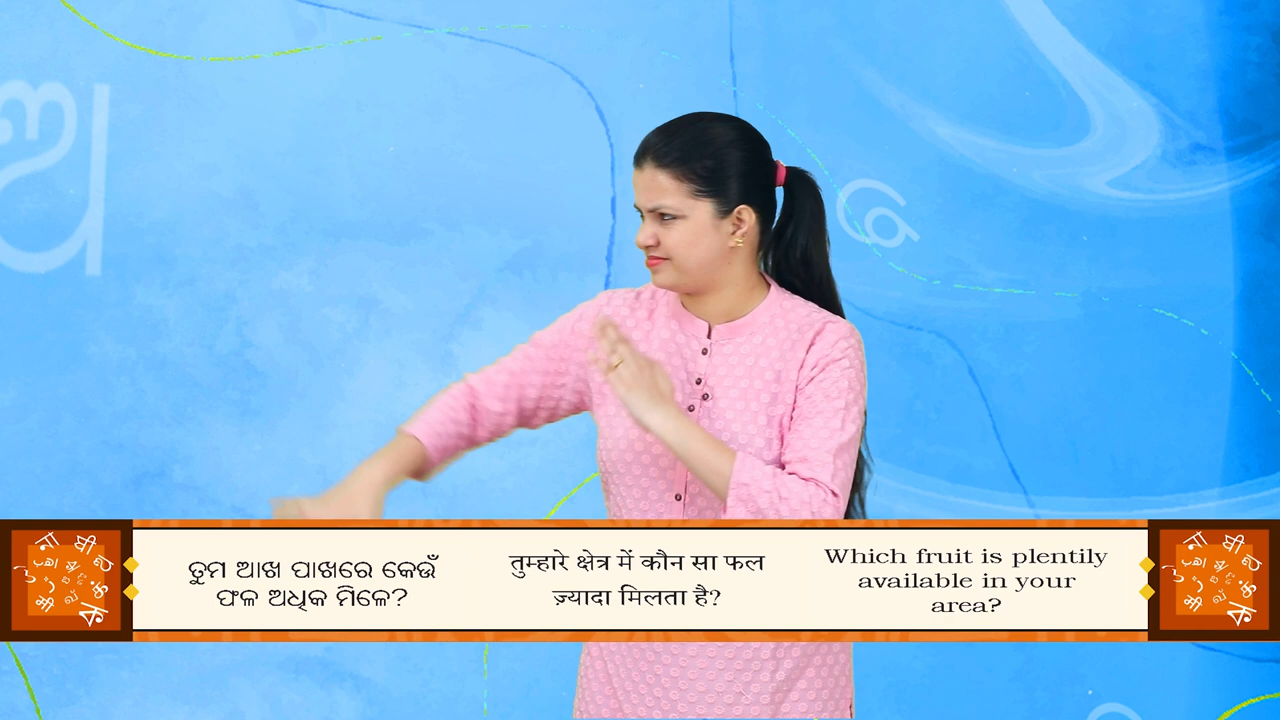 ତୁମ ଆଖ ପାଖରେ କେଉଁ
ଫଳ ଅଧିକ ମିଳେ?
तुम्हारे क्षेत्र में कौन सा फल
ज़्यादा मिलता है?
Which fruit is plentily
available in your
area?